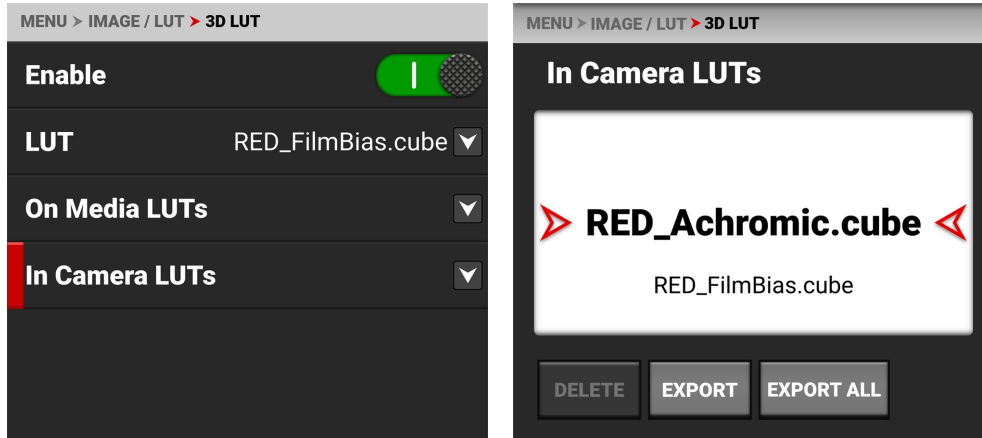 MENU > IMAGE / LUT > 3D LUT
Enable
LUT RED_FilmBias.cube
On Media LUTs
In Camera LUTs
MENU > IMAGE / LUT > 3D LUT
In Camera LUTs
RED_Achromic.cube
RED_FilmBias.cube
DELETE EXPORT EXPORT ALL